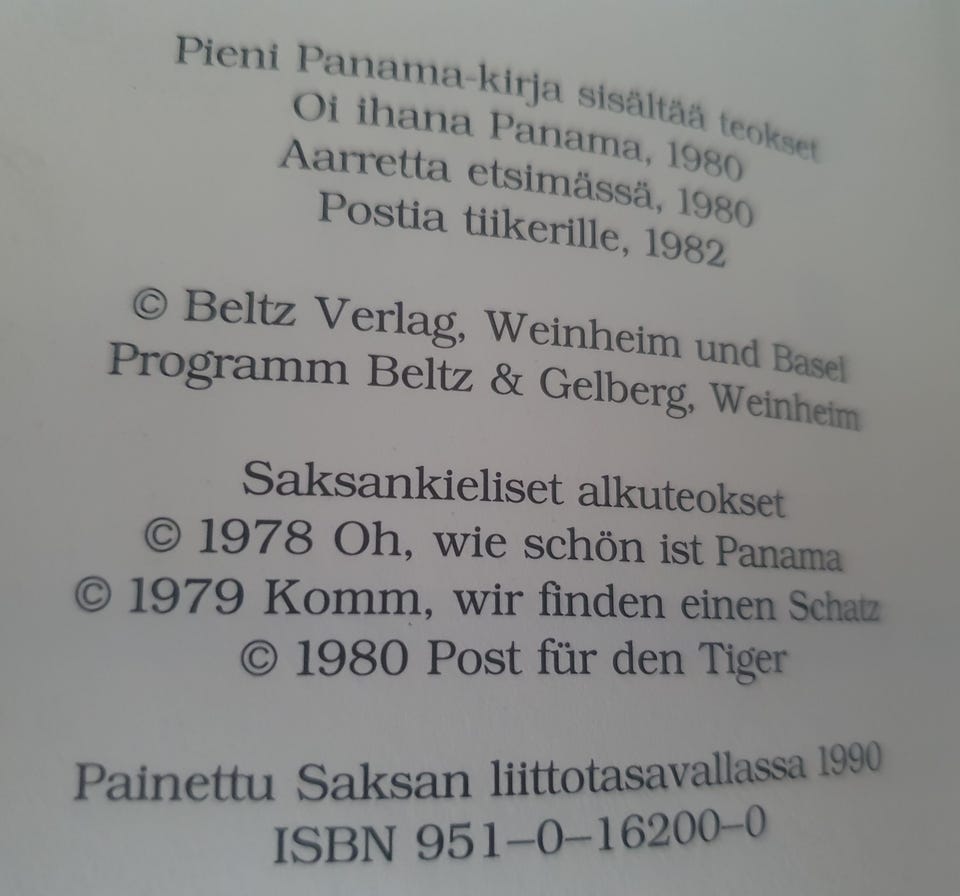 Pieni Panama-kirja sisältää teokset
Oi ihana Panama, 1980
Aarretta etsimässä, 1980
Postia tiikerille, 1982
© Beltz Verlag, Weinheim und Basel
Programm Beltz & Gelberg, Weinheim
Saksankieliset alkuteokset
© 1978 Oh, wie schön ist Panama
© 1979 Komm, wir finden einen Schatz
© 1980 Post für den Tiger
Painettu Saksan liittotasavallassa 1990
ISBN 951–0–16200–0